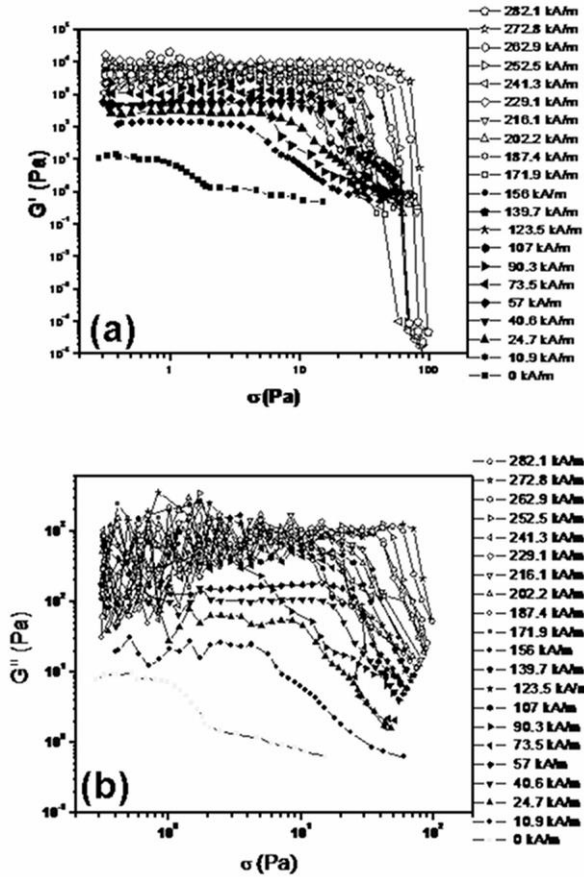 282.1 kA/m
272.8 kA/m
262.9 kA/m
252.5 kA/m
241.3 kA/m
229.1 kA/m
216.1 kA/m
202.2 kA/m
187.4 kA/m
171.9 kA/m
156 kA/m
139.7 kA/m
123.5 kA/m
107 kA/m
90.3 kA/m
73.5 kA/m
57 kA/m
40.6 kA/m
24.7 kA/m
10.9 kA/m
0 kA/m
G' (Pa)
10⁰
10⁻¹
(a)
1 10 100
σ(Pa)
282.1 kA/m
272.8 kA/m
262.9 kA/m
252.5 kA/m
241.3 kA/m
229.1 kA/m
216.1 kA/m
202.2 kA/m
187.4 kA/m
171.9 kA/m
156 kA/m
139.7 kA/m
123.5 kA/m
107 kA/m
90.3 kA/m
73.5 kA/m
57 kA/m
40.6 kA/m
24.7 kA/m
10.9 kA/m
0 kA/m
G'' (Pa)
(b)
σ(Pa)